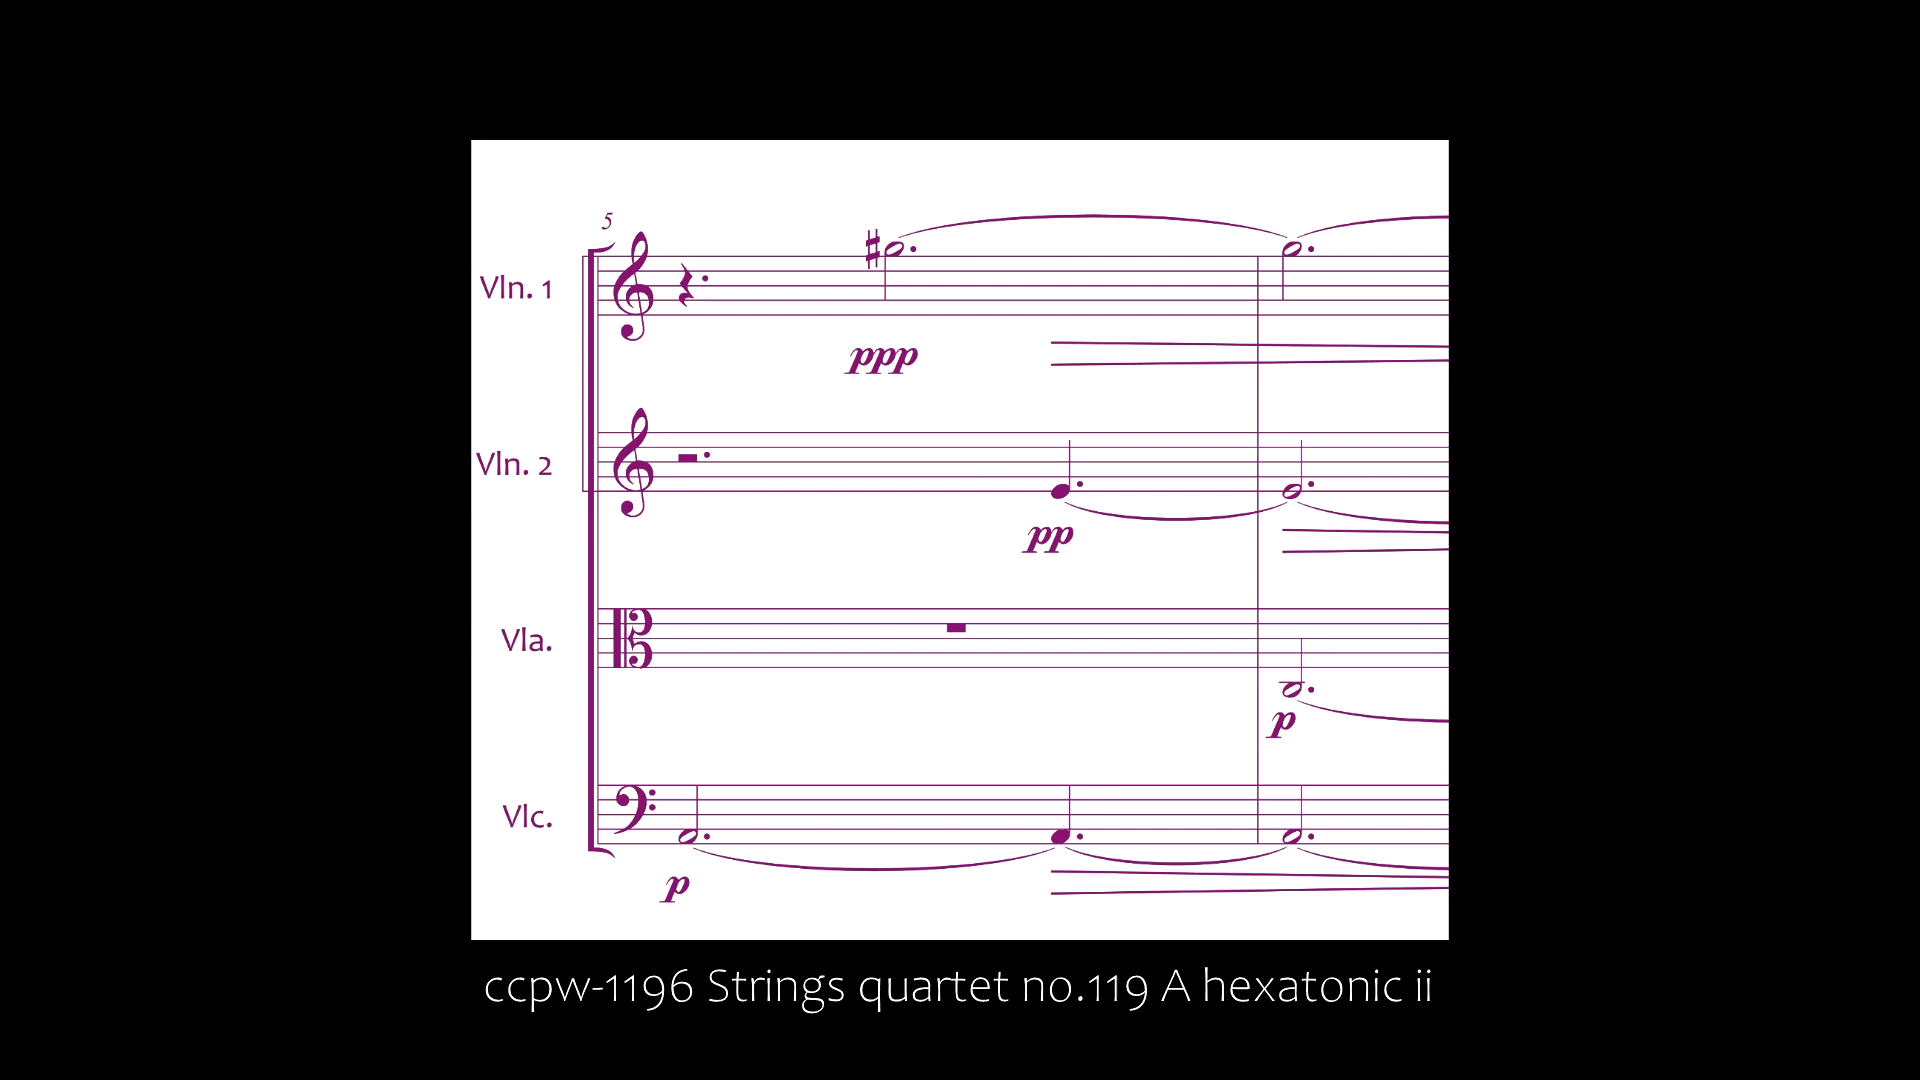 5
Vln. 1
ppp
Vln. 2
pp
Vla.
p
Vlc.
p
ccpw-1196 Strings quartet no.119 A hexatonic ii